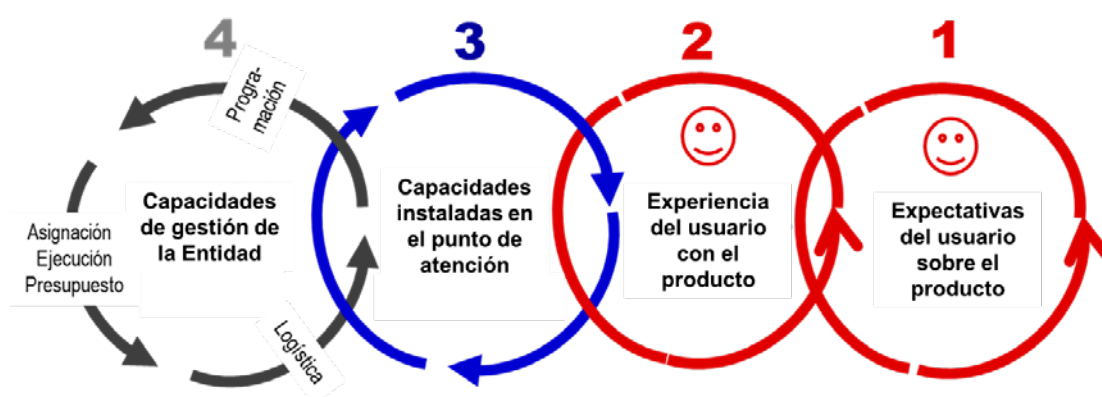 4
3
2
1
Progra-
mación
Capacidades
de gestión de
la Entidad
Asignación
Ejecución
Presupuesto
Logística
Capacidades
instaladas en
el punto de
atención
Experiencia
del usuario
con el
producto
Expectativas
del usuario
sobre el
producto